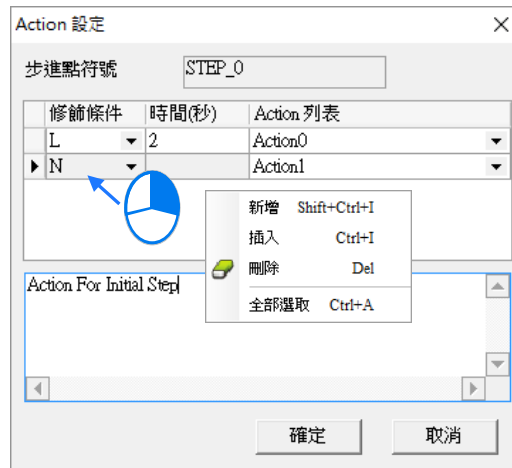 Action 設定
步進點符號 STEP_0
修飾條件 時間(秒) Action 列表
L 2 Action0
N Action1
新增 Shift+Ctrl+I
插入 Ctrl+I
刪除 Del
全部選取 Ctrl+A
Action For Initial Step
確定 取消